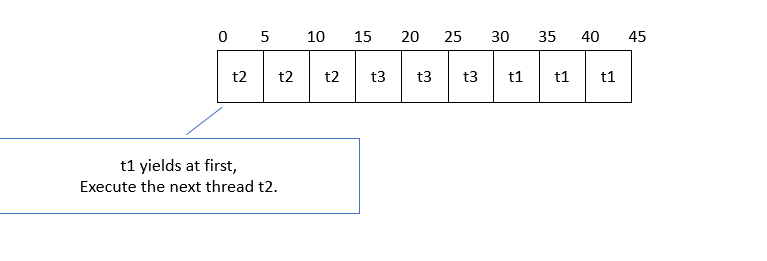 0 5 10 15 20 25 30 35 40 45
t2 t2 t2 t3 t3 t3 t1 t1 t1
t1 yields at first,
Execute the next thread t2.